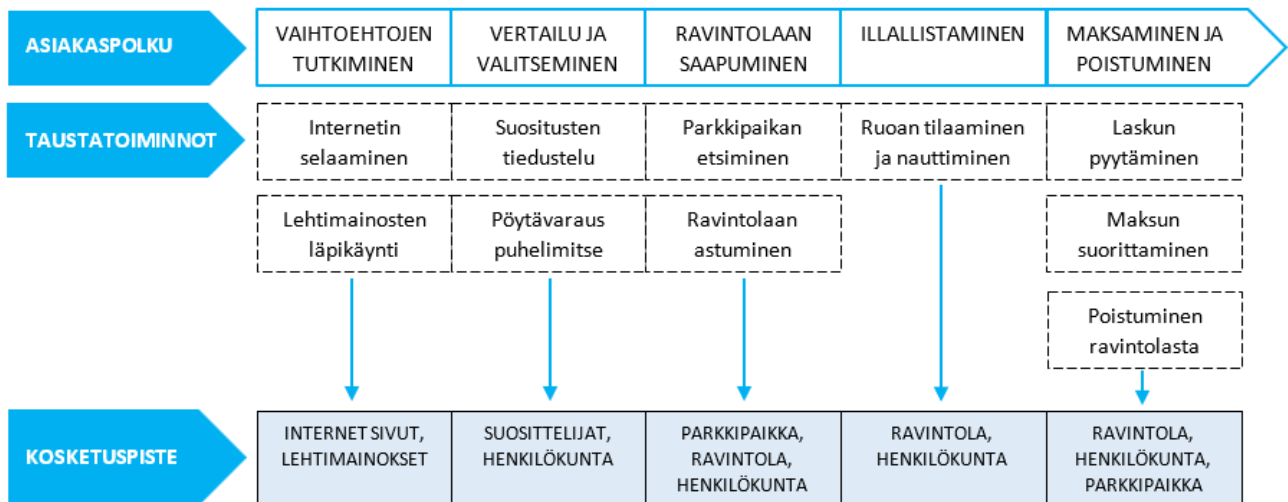 ASIAKASPOLKU
VAIHTOEHTOJEN
TUTKIMINEN
VERTAILU JA
VALITSEMINEN
RAVINTOLAAN
SAAPUMINEN
ILLALLISTAMINEN
MAKSAMINEN JA
POISTUMINEN
TAUSTATOIMINNOT
Internetin
selaaminen
Suositusten
tiedustelu
Parkkipaikan
etsiminen
Ruoan tilaaminen
ja nauttiminen
Laskun
pyytäminen
Lehtimainosten
läpikäynti
Pöytävaraus
puhelimitse
Ravintolaan
astuminen
Maksun
suorittaminen
Poistuminen
ravintolasta
KOSKETUSPISTE
INTERNET SIVUT,
LEHTIMAINOKSET
SUOSITTELIJAT,
HENKILÖKUNTA
PARKKIPAIKKA,
RAVINTOLA,
HENKILÖKUNTA
RAVINTOLA,
HENKILÖKUNTA
RAVINTOLA,
HENKILÖKUNTA,
PARKKIPAIKKA